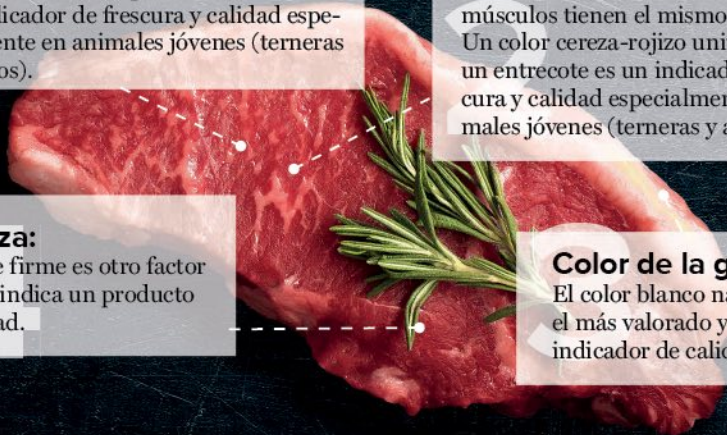 dicador de frescura y calidad espe-
ente en animales jóvenes (terneras
os).
músculos tienen el mismo
Un color cereza-rojizo uni
un entrecote es un indicad
cura y calidad especialmen
males jóvenes (terneras y a
2
za:
e firme es otro factor
indica un producto
ad.
Color de la g
El color blanco n
el más valorado y
indicador de calid
3